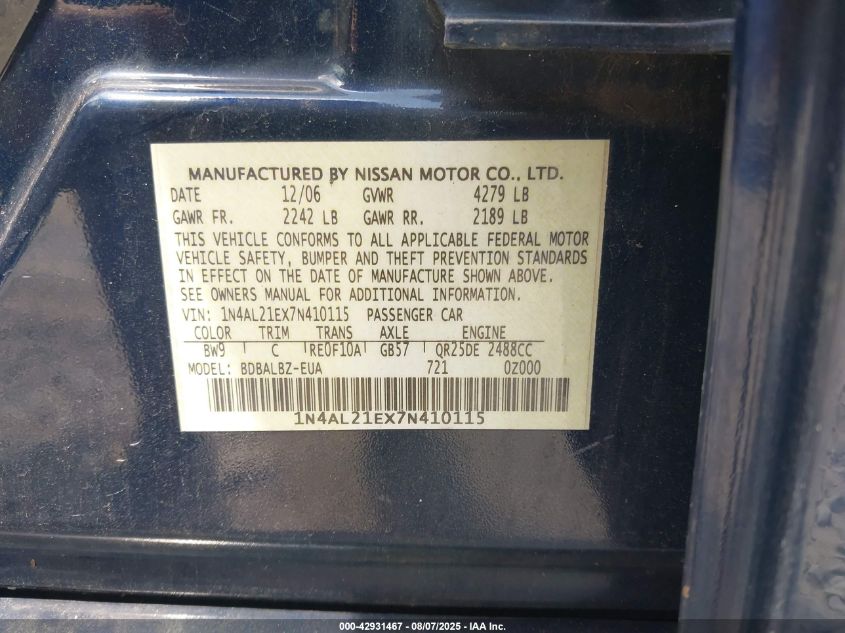 MANUFACTURED BY NISSAN MOTOR CO., LTD.
DATE 12/06 GVWR 4279 LB
GAWR FR. 2242 LB GAWR RR. 2189 LB
THIS VEHICLE CONFORMS TO ALL APPLICABLE FEDERAL MOTOR
VEHICLE SAFETY, BUMPER AND THEFT PREVENTION STANDARDS
IN EFFECT ON THE DATE OF MANUFACTURE SHOWN ABOVE.
SEE OWNERS MANUAL FOR ADDITIONAL INFORMATION.
VIN: 1N4AL21EX7N410115 PASSENGER CAR
COLOR TRIM TRANS AXLE ENGINE
BW9 C RE0F10A GB57 QR25DE 2488CC
MODEL: BDBALBZ-EUA 721 0Z000
1N4AL21EX7N410115
000-42931467 - 08/07/2025 - IAA Inc.